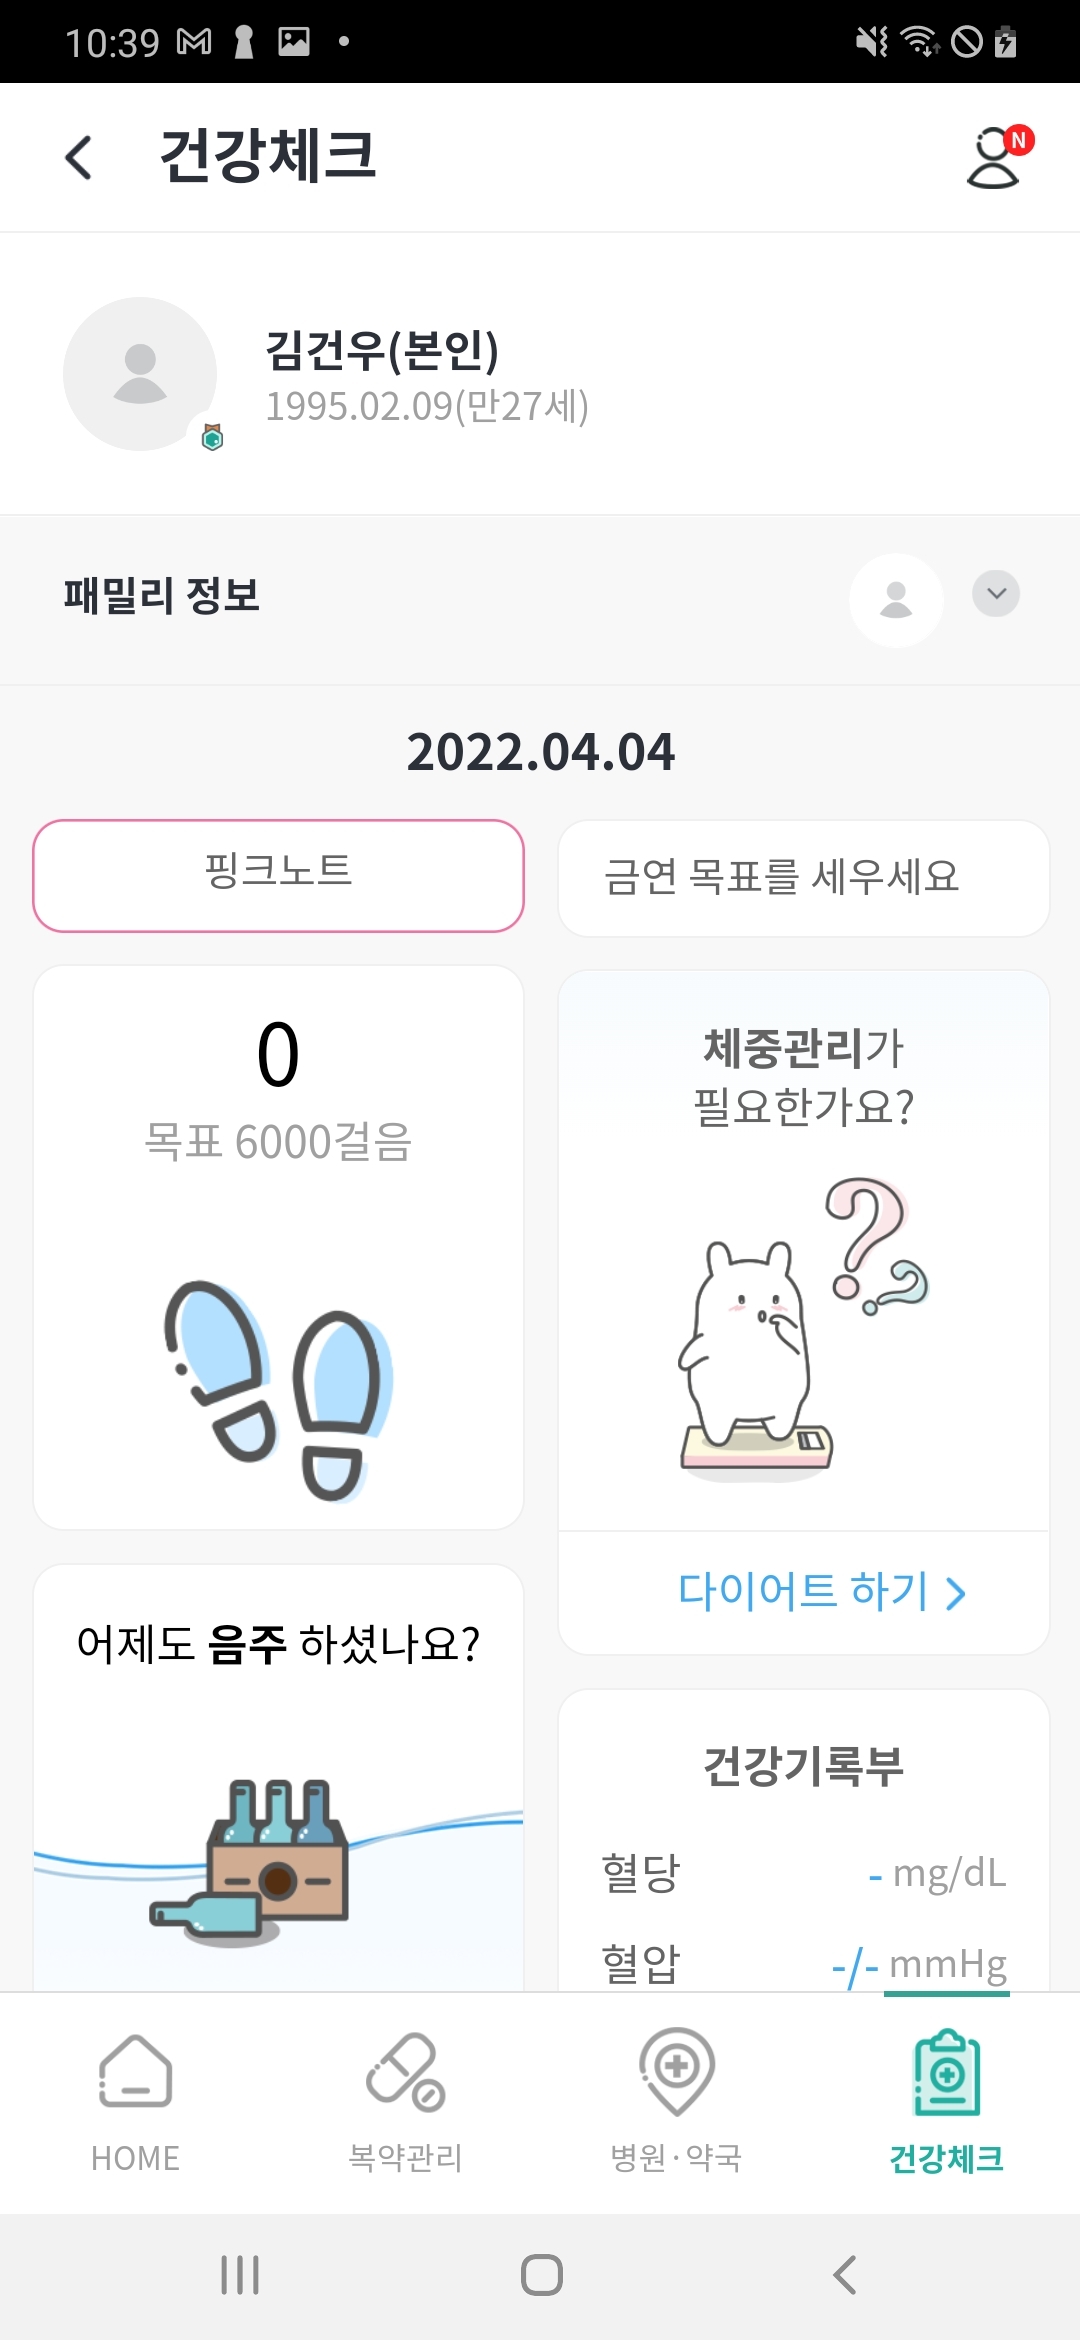 10:39
건강체크
N
김건우(본인)
1995.02.09(만27세)
패밀리 정보
2022.04.04
핑크노트
금연 목표를 세우세요
0
목표 6000걸음
체중관리가
필요한가요?
다이어트 하기
어제도 음주 하셨나요?
건강기록부
혈당 - mg/dL
혈압 -/- mmHg
HOME
복약관리
병원·약국
건강체크